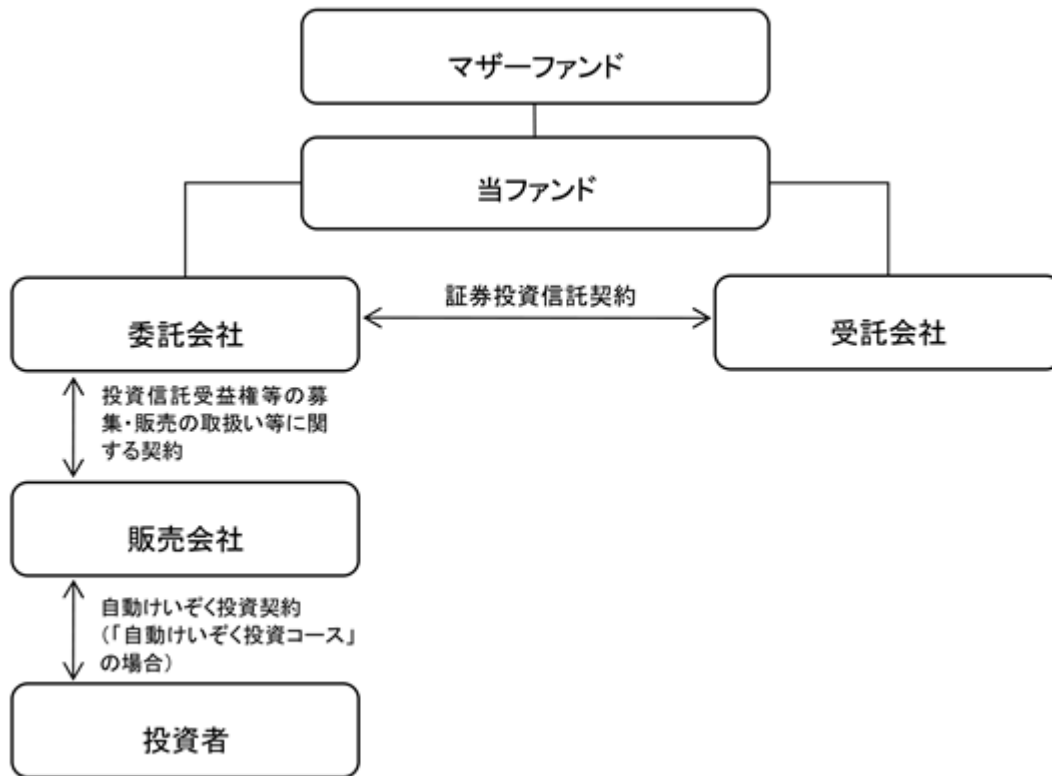 マザーファンド
当ファンド
証券投資信託契約
委託会社
受託会社
投資信託受益権等の募
集・販売の取扱い等に関
する契約
販売会社
自動けいぞく投資契約
(「自動けいぞく投資コース」
の場合)
投資者